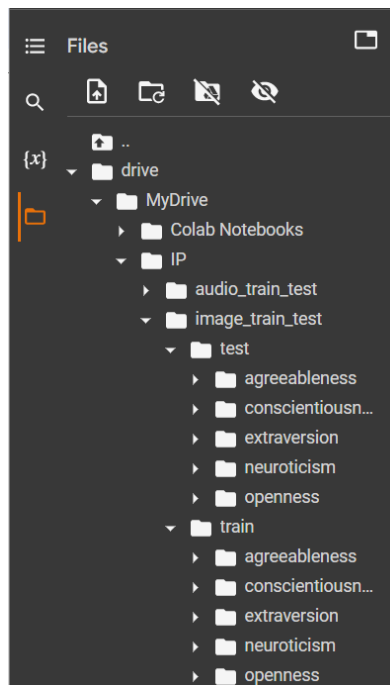 Files
{x}
..
drive
MyDrive
Colab Notebooks
IP
audio_train_test
image_train_test
test
agreeableness
conscientiousn...
extraversion
neuroticism
openness
train
agreeableness
conscientiousn...
extraversion
neuroticism
openness